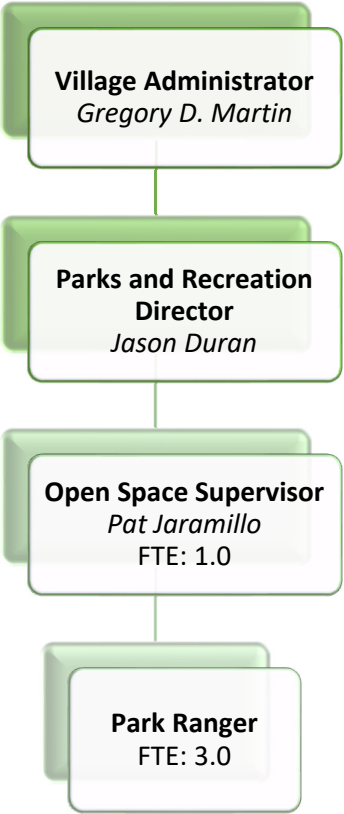 Village Administrator
Gregory D. Martin
Parks and Recreation
Director
Jason Duran
Open Space Supervisor
Pat Jaramillo
FTE: 1.0
Park Ranger
FTE: 3.0